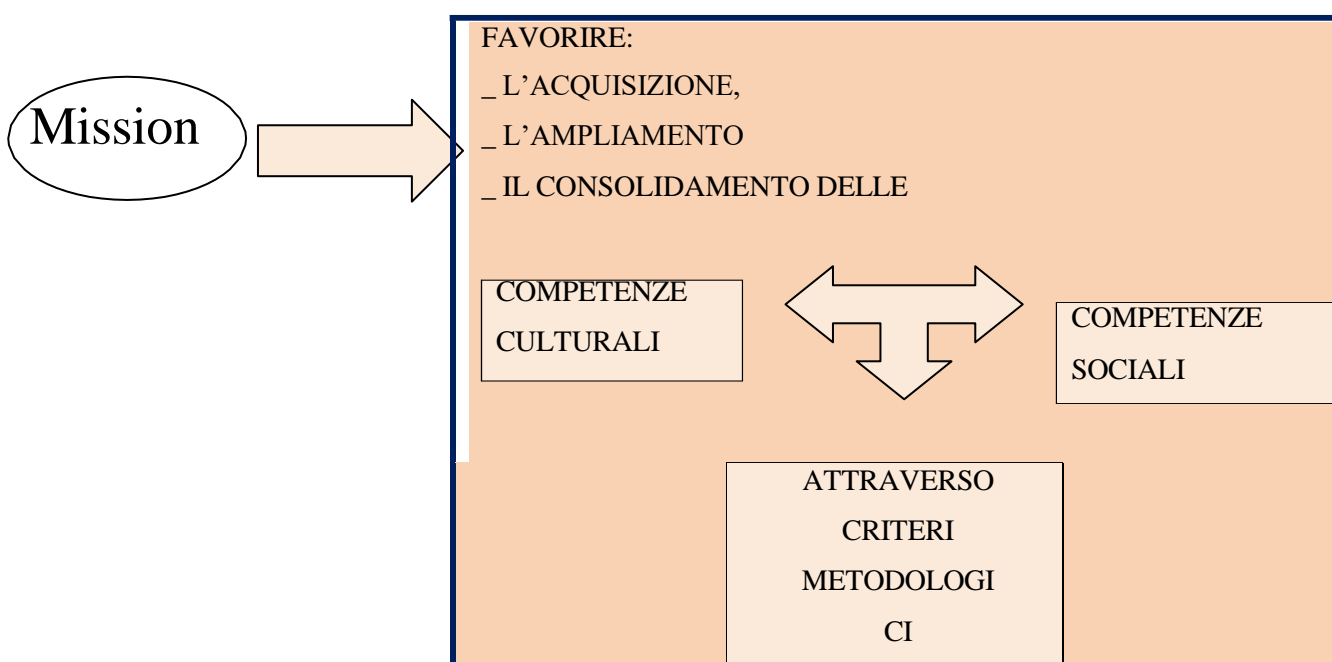 Mission
FAVORIRE:
_ L’ACQUISIZIONE,
_ L’AMPLIAMENTO
_ IL CONSOLIDAMENTO DELLE
COMPETENZE
CULTURALI
COMPETENZE
SOCIALI
ATTRAVERSO
CRITERI
METODOLOGI
CI